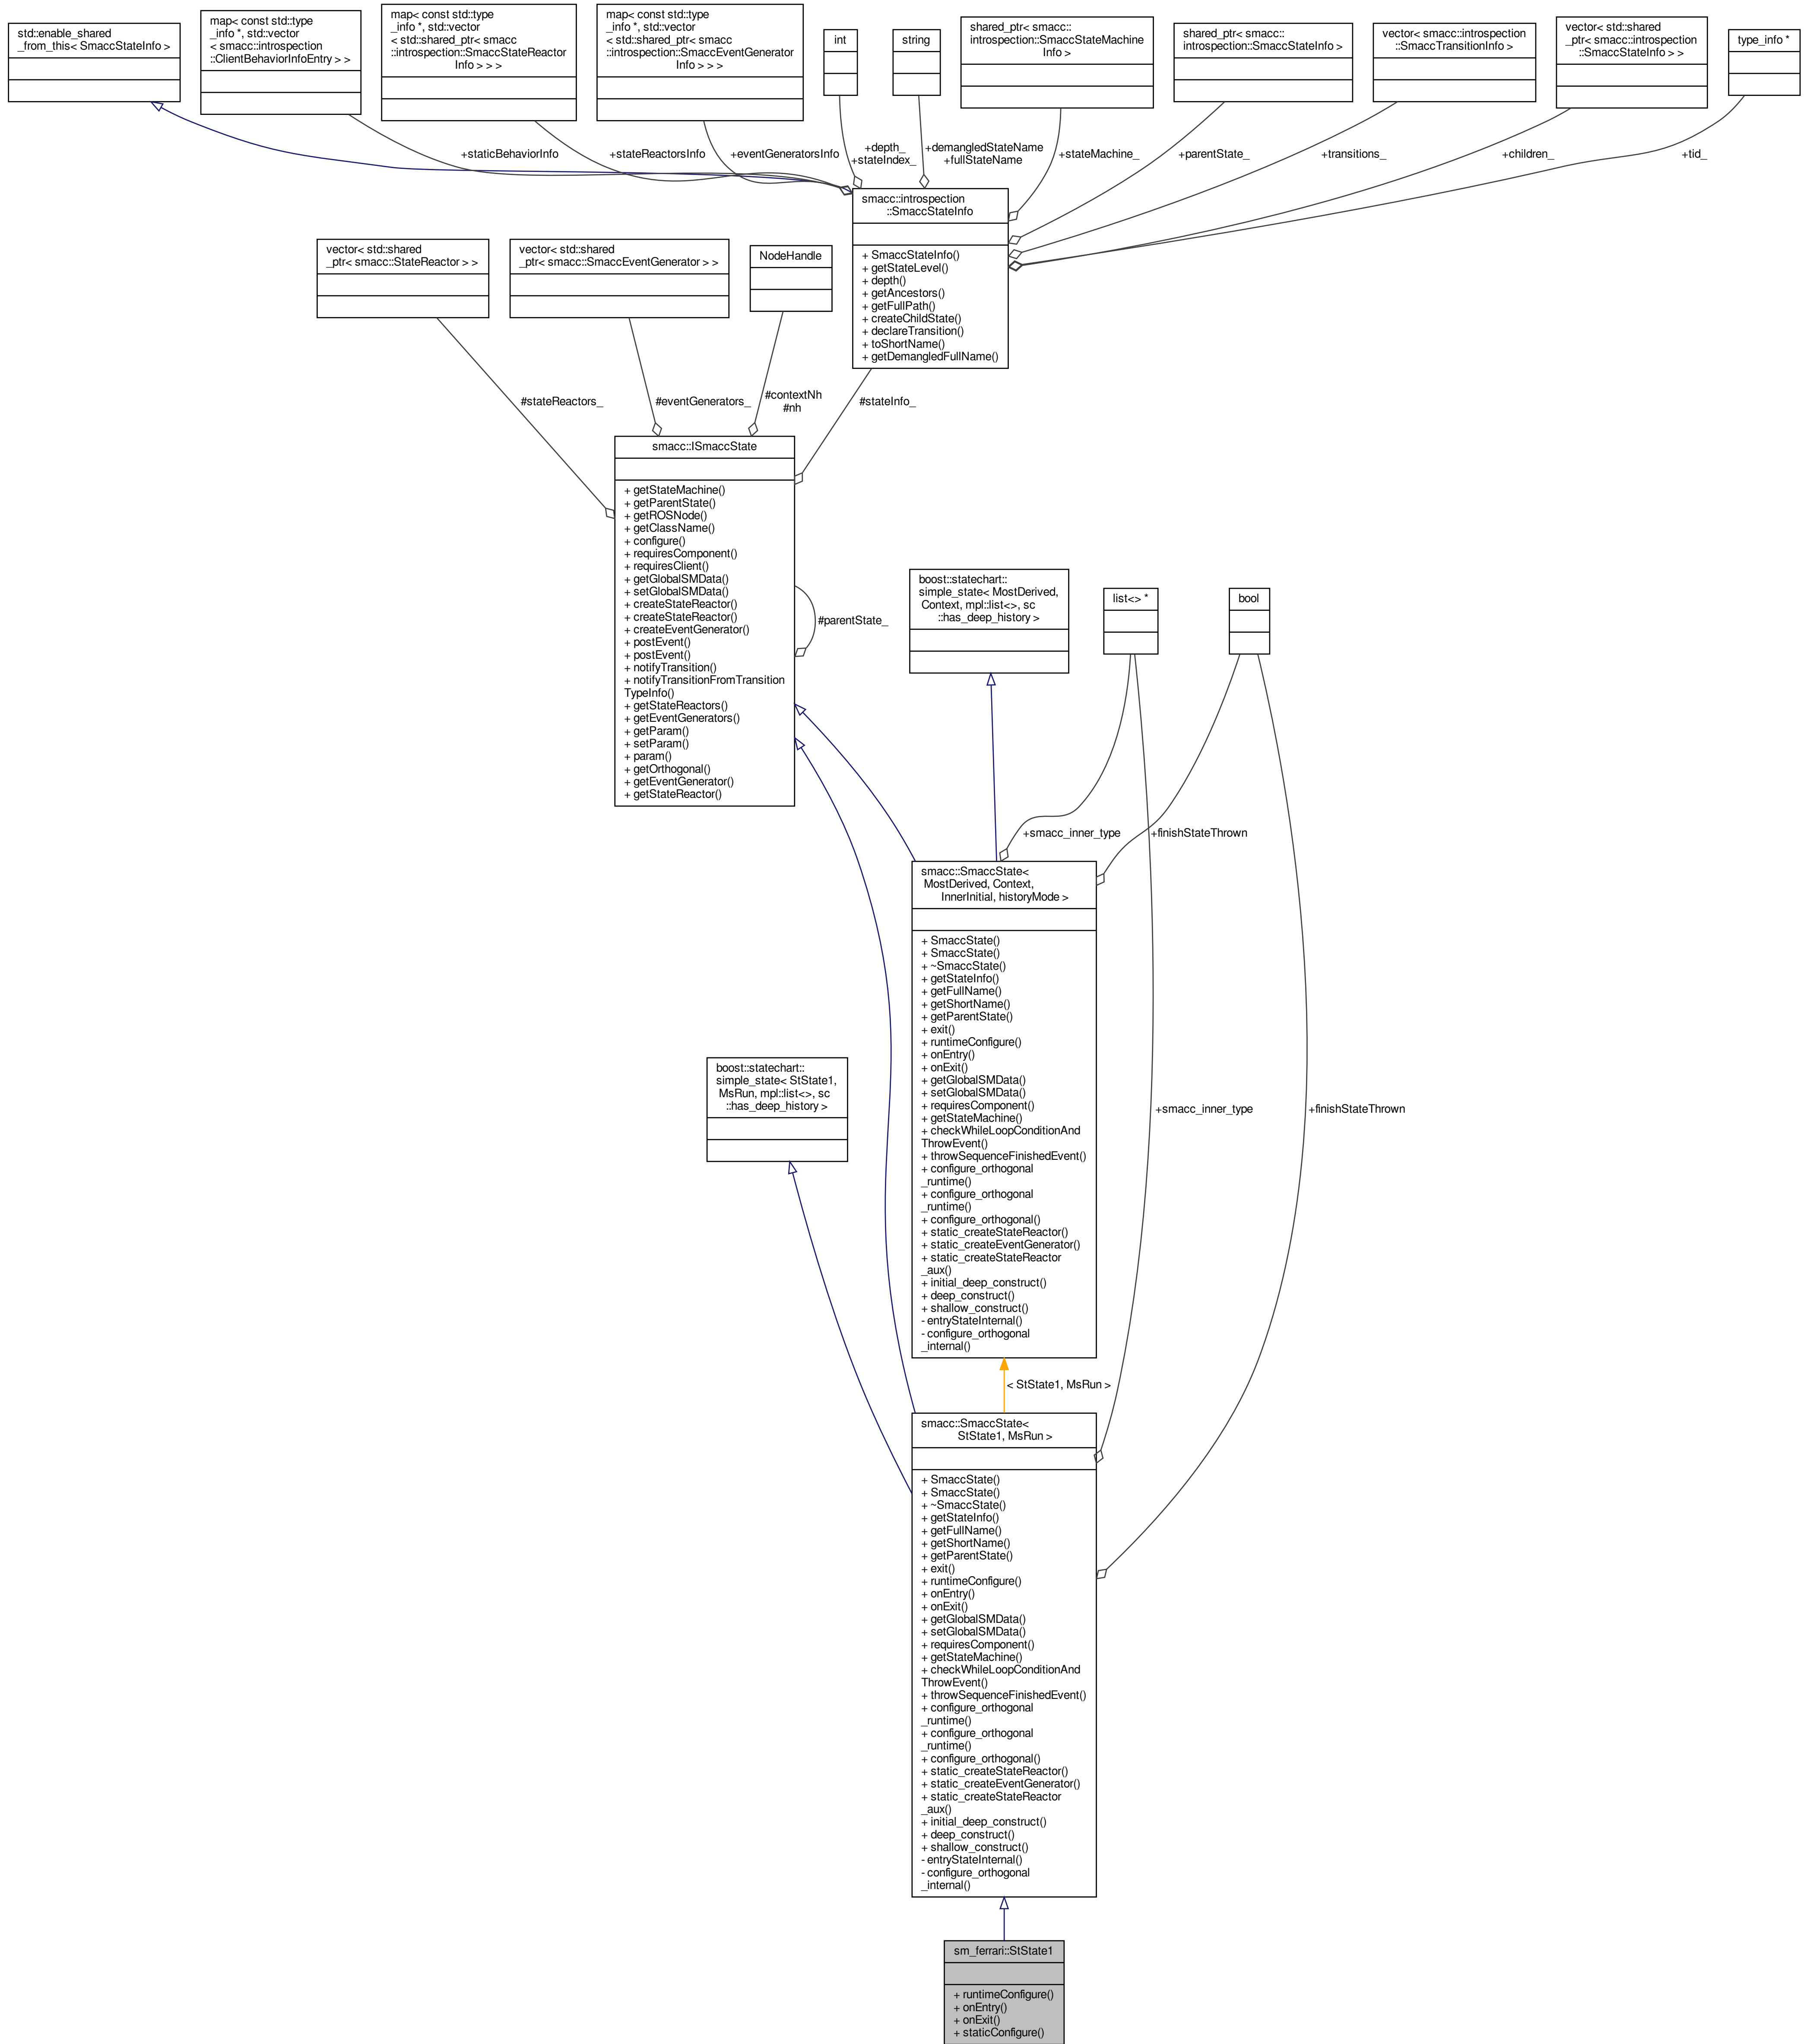 std::enable_shared
_from_this< SmaccStateInfo >
map< const std::type
_info *, std::vector
< smacc::introspection
::ClientBehaviorInfoEntry > >
map< const std::type
_info *, std::vector
< std::shared_ptr< smacc
::introspection::SmaccStateReactor
Info > > >
map< const std::type
_info *, std::vector
< std::shared_ptr< smacc
::introspection::SmaccEventGenerator
Info > > >
int
string
shared_ptr< smacc::
introspection::SmaccStateMachine
Info >
shared_ptr< smacc::
introspection::SmaccStateInfo >
vector< smacc::introspection
::SmaccTransitionInfo >
vector< std::shared
_ptr< smacc::introspection
::SmaccStateInfo > >
type_info *
+staticBehaviorInfo
+stateReactorsInfo
+eventGeneratorsInfo
+depth_
+stateIndex_
+demangledStateName
+fullStateName
+stateMachine_
+parentState_
+transitions_
+children_
+tid_
smacc::introspection
::SmaccStateInfo
+ SmaccStateInfo()
+ getStateLevel()
+ depth()
+ getAncestors()
+ getFullPath()
+ createChildState()
+ declareTransition()
+ toShortName()
+ getDemangledFullName()
vector< std::shared
_ptr< smacc::StateReactor > >
vector< std::shared
_ptr< smacc::SmaccEventGenerator > >
NodeHandle
#stateReactors_
#eventGenerators_
#contextNh
#nh
#stateInfo_
smacc::ISmaccState
+ getStateMachine()
+ getParentState()
+ getROSNode()
+ getClassName()
+ configure()
+ requiresComponent()
+ requiresClient()
+ getGlobalSMData()
+ setGlobalSMData()
+ createStateReactor()
+ createStateReactor()
+ createEventGenerator()
+ postEvent()
+ postEvent()
+ notifyTransition()
+ notifyTransitionFromTransition
TypeInfo()
+ getStateReactors()
+ getEventGenerators()
+ getParam()
+ setParam()
+ param()
+ getOrthogonal()
+ getEventGenerator()
+ getStateReactor()
#parentState_
boost::statechart::
simple_state< MostDerived,
Context, mpl::list<>, sc
::has_deep_history >
list<> *
bool
+smacc_inner_type
+finishStateThrown
smacc::SmaccState<
MostDerived, Context,
InnerInitial, historyMode >
+ SmaccState()
+ SmaccState()
+ ~SmaccState()
+ getStateInfo()
+ getFullName()
+ getShortName()
+ getParentState()
+ exit()
+ runtimeConfigure()
+ onEntry()
+ onExit()
+ getGlobalSMData()
+ setGlobalSMData()
+ requiresComponent()
+ getStateMachine()
+ checkWhileLoopConditionAnd
ThrowEvent()
+ throwSequenceFinishedEvent()
+ configure_orthogonal
_runtime()
+ configure_orthogonal
_runtime()
+ configure_orthogonal()
+ static_createStateReactor()
+ static_createEventGenerator()
+ static_createStateReactor
_aux()
+ initial_deep_construct()
+ deep_construct()
+ shallow_construct()
- entryStateInternal()
- configure_orthogonal
_internal()
boost::statechart::
simple_state< StState1,
MsRun, mpl::list<>, sc
::has_deep_history >
+smacc_inner_type
+finishStateThrown
< StState1, MsRun >
smacc::SmaccState<
StState1, MsRun >
+ SmaccState()
+ SmaccState()
+ ~SmaccState()
+ getStateInfo()
+ getFullName()
+ getShortName()
+ getParentState()
+ exit()
+ runtimeConfigure()
+ onEntry()
+ onExit()
+ getGlobalSMData()
+ setGlobalSMData()
+ requiresComponent()
+ getStateMachine()
+ checkWhileLoopConditionAnd
ThrowEvent()
+ throwSequenceFinishedEvent()
+ configure_orthogonal
_runtime()
+ configure_orthogonal
_runtime()
+ configure_orthogonal()
+ static_createStateReactor()
+ static_createEventGenerator()
+ static_createStateReactor
_aux()
+ initial_deep_construct()
+ deep_construct()
+ shallow_construct()
- entryStateInternal()
- configure_orthogonal
_internal()
sm_ferrari::StState1
+ runtimeConfigure()
+ onEntry()
+ onExit()
+ staticConfigure()